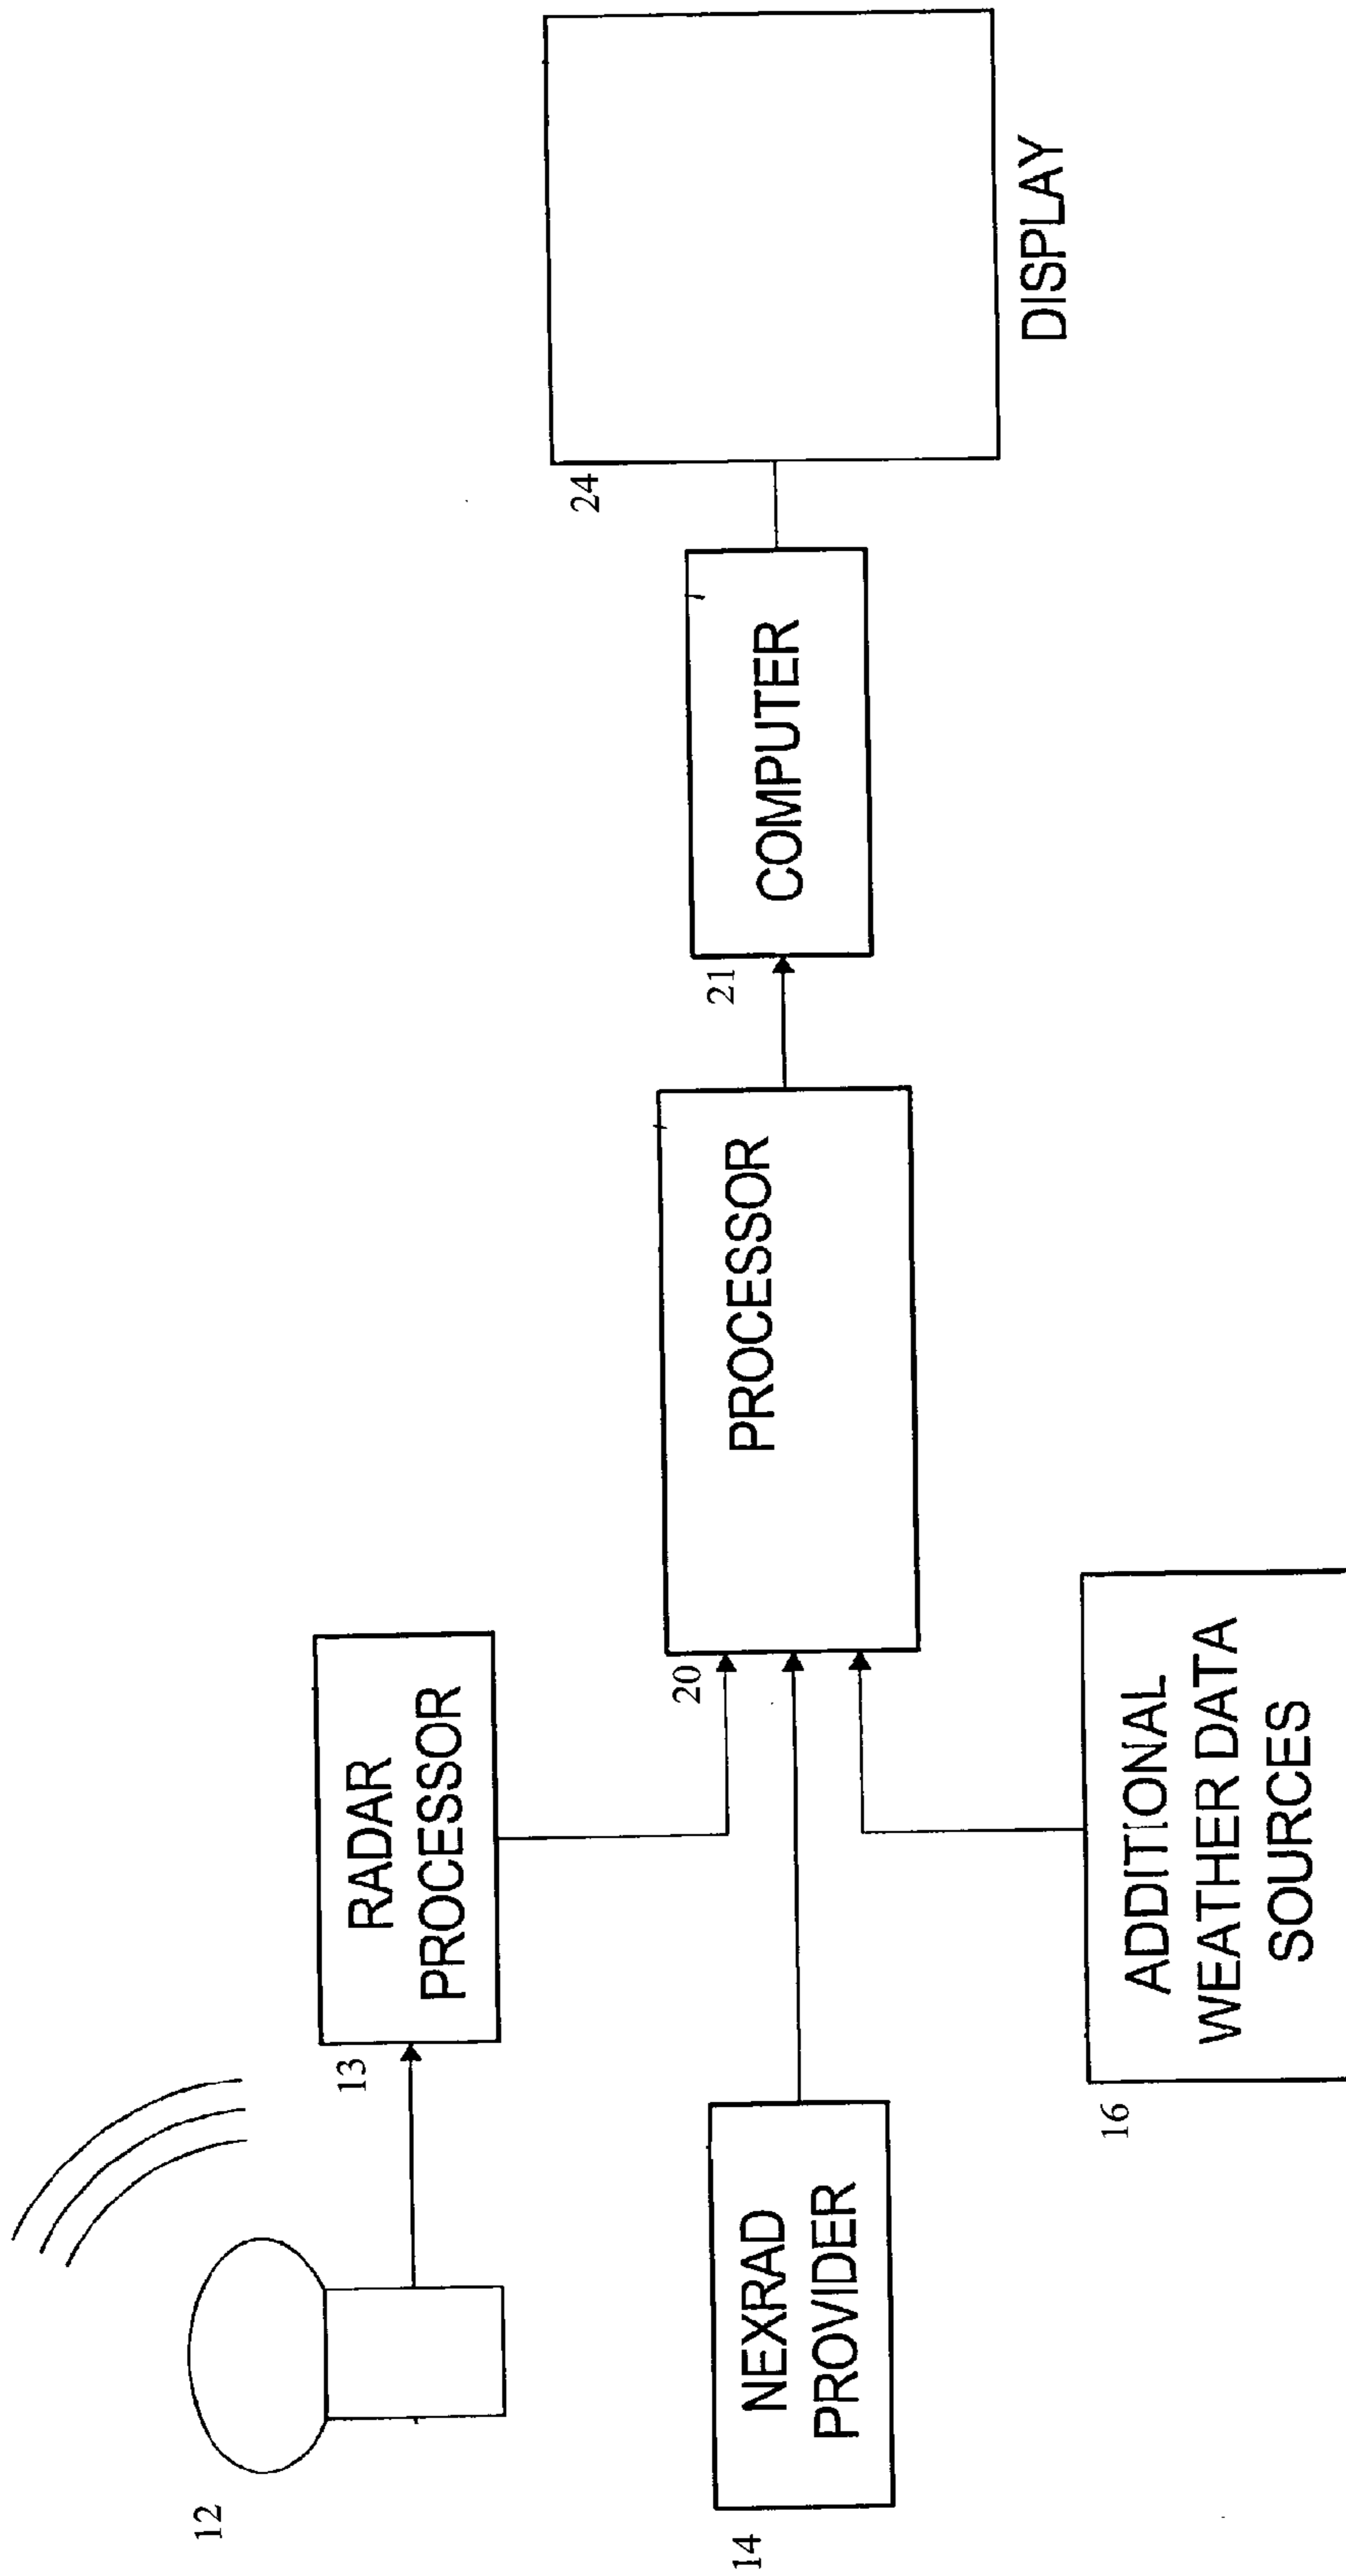 12
13
RADAR
PROCESSOR
14
NEXRAD
PROVIDER
16
ADDITIONAL
WEATHER DATA
SOURCES
20
PROCESSOR
21
COMPUTER
24
DISPLAY